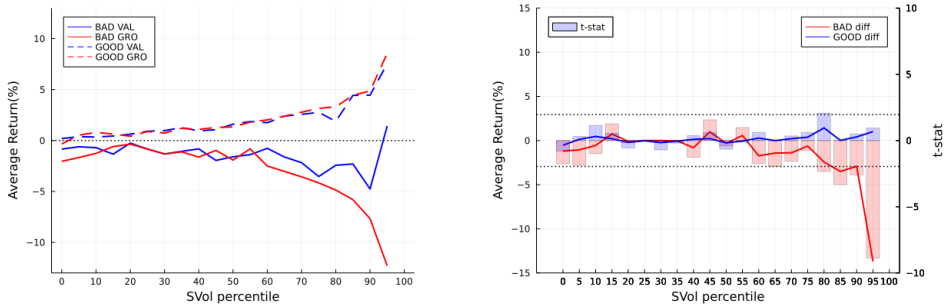 BAD VAL
BAD GRO
GOOD VAL
GOOD GRO
10
5
0
−5
−10
Average Return(%)
0 10 20 30 40 50 60 70 80 90 100
SVol percentile
t-stat
BAD diff
GOOD diff
15
10
5
0
−5
−10
−15
Average Return(%)
10
5
0
−5
−10
t-stat
0 5 10 15 20 25 30 35 40 45 50 55 60 65 70 75 80 85 90 95 100
SVol percentile